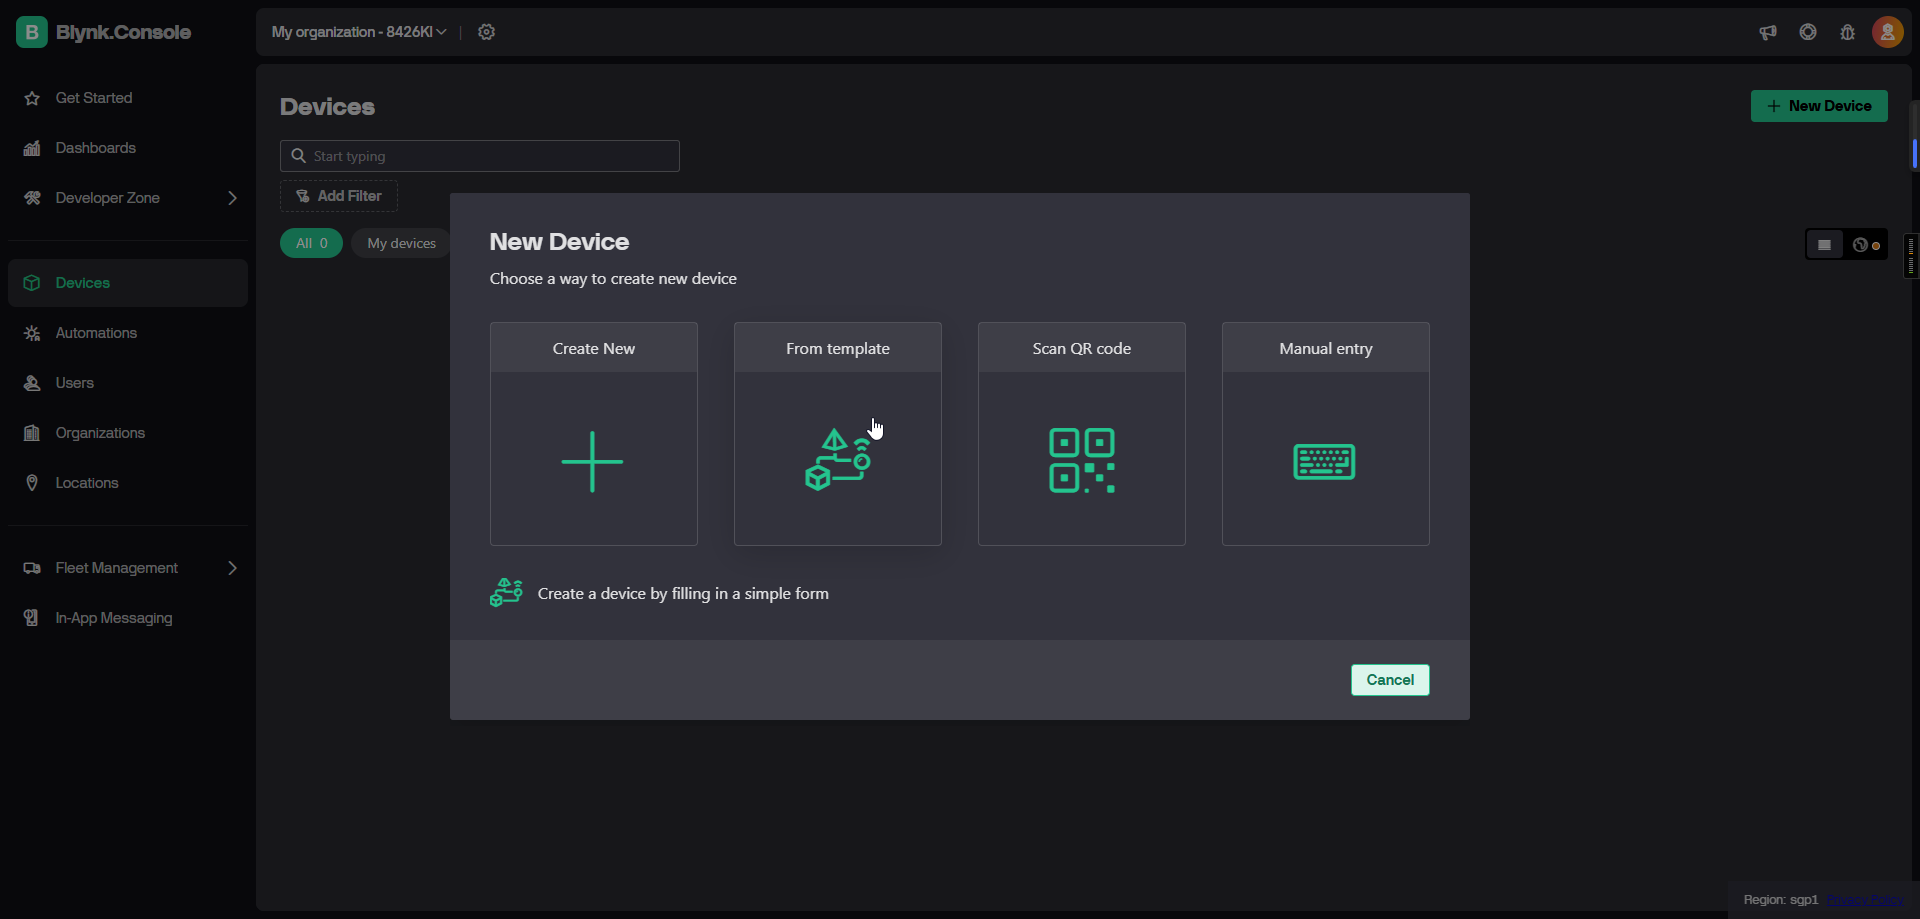 B Blynk.Console
My organization - 8426KI
Get Started
Dashboards
Developer Zone
Devices
Automations
Users
Organizations
Locations
Fleet Management
In-App Messaging
Devices
New Device
Start typing
Add Filter
All 0
My devices
New Device
Choose a way to create new device
Create New
From template
Scan QR code
Manual entry
Create a device by filling in a simple form
Cancel
Region: sgp1 Privacy Policy